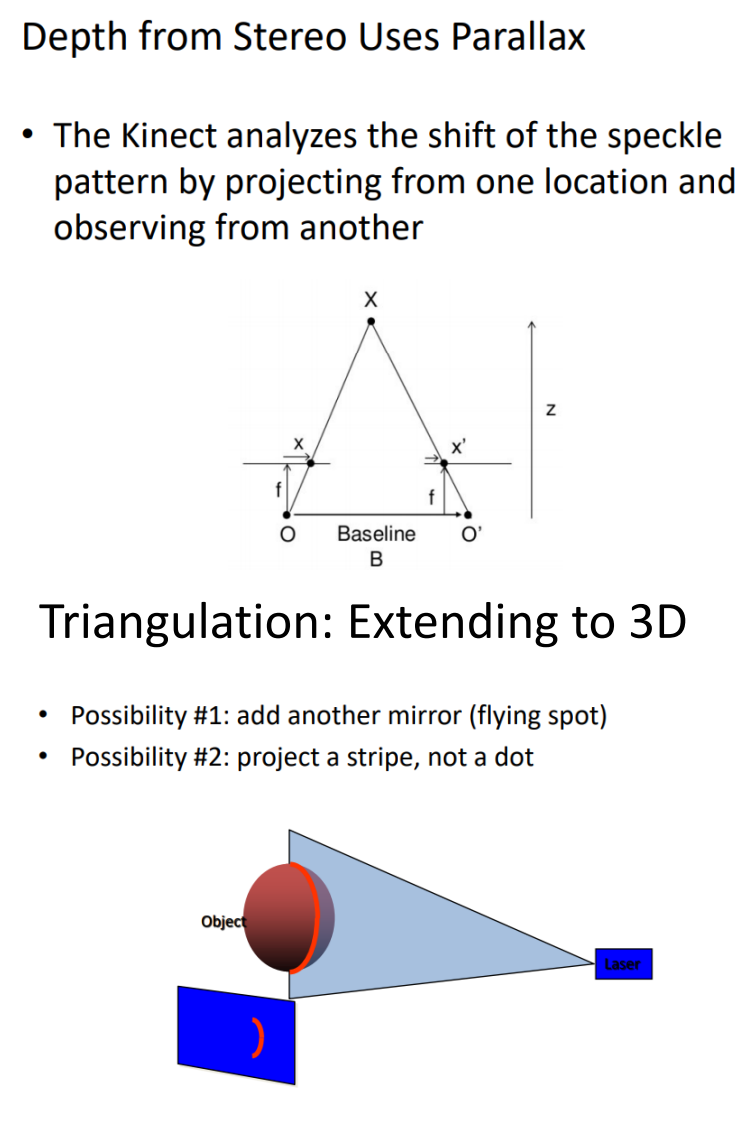 Depth from Stereo Uses Parallax
• The Kinect analyzes the shift of the speckle
pattern by projecting from one location and
observing from another
X
z
x
x'
f
f
O
Baseline
B
O'
Triangulation: Extending to 3D
• Possibility #1: add another mirror (flying spot)
• Possibility #2: project a stripe, not a dot
Object
Laser